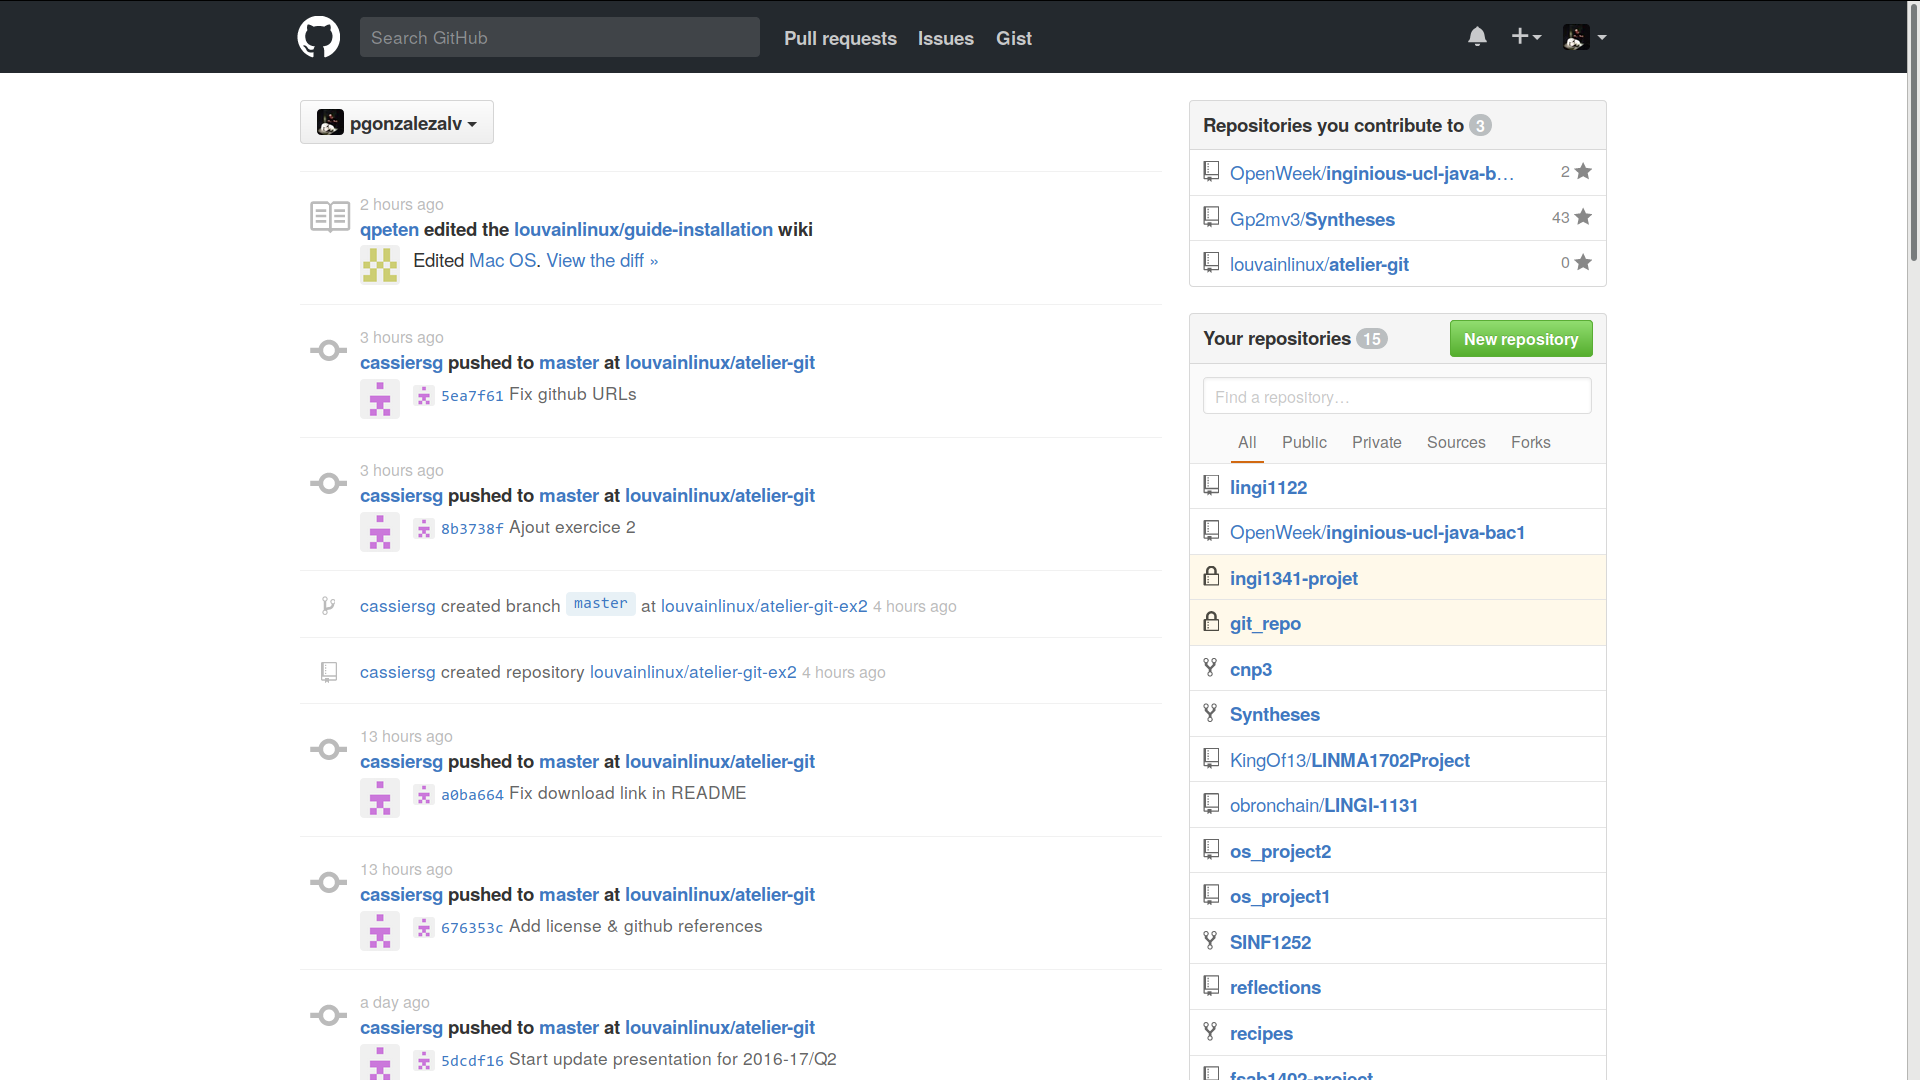 Search GitHub
Pull requests Issues Gist
pgonzalezalv
2 hours ago
qpeten edited the louvainlinux/guide-installation wiki
Edited Mac OS. View the diff »
3 hours ago
cassiersg pushed to master at louvainlinux/atelier-git
5ea7f61 Fix github URLs
3 hours ago
cassiersg pushed to master at louvainlinux/atelier-git
8b3738f Ajout exercice 2
cassiersg created branch master at louvainlinux/atelier-git-ex2 4 hours ago
cassiersg created repository louvainlinux/atelier-git-ex2 4 hours ago
13 hours ago
cassiersg pushed to master at louvainlinux/atelier-git
a0ba664 Fix download link in README
13 hours ago
cassiersg pushed to master at louvainlinux/atelier-git
676353c Add license & github references
a day ago
cassiersg pushed to master at louvainlinux/atelier-git
5dcdf16 Start update presentation for 2016-17/Q2
Repositories you contribute to 3
OpenWeek/inginious-ucl-java-b… 2
Gp2mv3/Syntheses 43
louvainlinux/atelier-git 0
Your repositories 15 New repository
Find a repository…
All Public Private Sources Forks
lingi1122
OpenWeek/inginious-ucl-java-bac1
ingi1341-projet
git_repo
cnp3
Syntheses
KingOf13/LINMA1702Project
obronchain/LINGI-1131
os_project2
os_project1
SINF1252
reflections
recipes
fsab1402-project